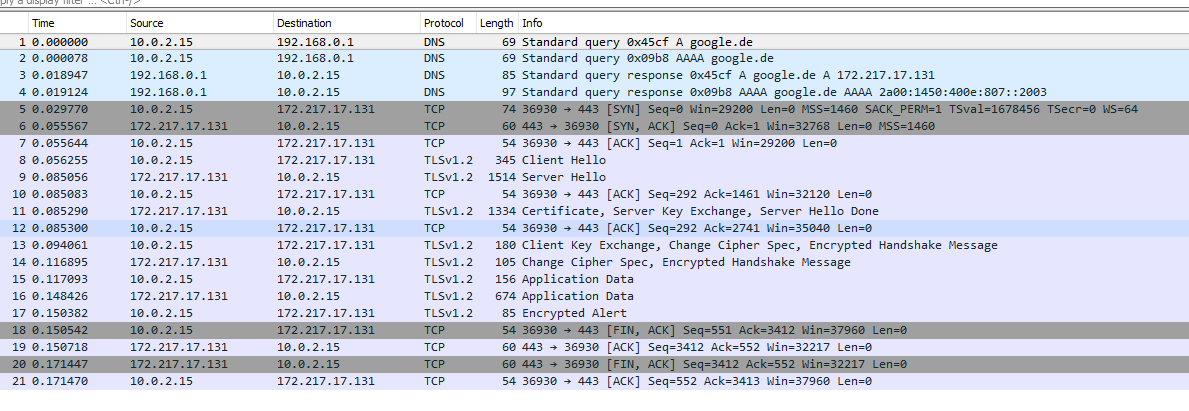 ply a display filter ... <Ctrl-/>
Time Source Destination Protocol Length Info
1 0.000000 10.0.2.15 192.168.0.1 DNS 69 Standard query 0x45cf A google.de
2 0.000078 10.0.2.15 192.168.0.1 DNS 69 Standard query 0x09b8 AAAA google.de
3 0.018947 192.168.0.1 10.0.2.15 DNS 85 Standard query response 0x45cf A google.de A 172.217.17.131
4 0.019124 192.168.0.1 10.0.2.15 DNS 97 Standard query response 0x09b8 AAAA google.de AAAA 2a00:1450:400e:807::2003
5 0.029770 10.0.2.15 172.217.17.131 TCP 74 36930 → 443 [SYN] Seq=0 Win=29200 Len=0 MSS=1460 SACK_PERM=1 TSval=1678456 TSecr=0 WS=64
6 0.055567 172.217.17.131 10.0.2.15 TCP 60 443 → 36930 [SYN, ACK] Seq=0 Ack=1 Win=32768 Len=0 MSS=1460
7 0.055644 10.0.2.15 172.217.17.131 TCP 54 36930 → 443 [ACK] Seq=1 Ack=1 Win=29200 Len=0
8 0.056255 10.0.2.15 172.217.17.131 TLSv1.2 345 Client Hello
9 0.085056 172.217.17.131 10.0.2.15 TLSv1.2 1514 Server Hello
10 0.085083 10.0.2.15 172.217.17.131 TCP 54 36930 → 443 [ACK] Seq=292 Ack=1461 Win=32120 Len=0
11 0.085290 172.217.17.131 10.0.2.15 TLSv1.2 1334 Certificate, Server Key Exchange, Server Hello Done
12 0.085300 10.0.2.15 172.217.17.131 TCP 54 36930 → 443 [ACK] Seq=292 Ack=2741 Win=35040 Len=0
13 0.094061 10.0.2.15 172.217.17.131 TLSv1.2 180 Client Key Exchange, Change Cipher Spec, Encrypted Handshake Message
14 0.116895 172.217.17.131 10.0.2.15 TLSv1.2 105 Change Cipher Spec, Encrypted Handshake Message
15 0.117093 10.0.2.15 172.217.17.131 TLSv1.2 156 Application Data
16 0.148426 172.217.17.131 10.0.2.15 TLSv1.2 674 Application Data
17 0.150382 10.0.2.15 172.217.17.131 TLSv1.2 85 Encrypted Alert
18 0.150542 10.0.2.15 172.217.17.131 TCP 54 36930 → 443 [FIN, ACK] Seq=551 Ack=3412 Win=37960 Len=0
19 0.150718 172.217.17.131 10.0.2.15 TCP 60 443 → 36930 [ACK] Seq=3412 Ack=552 Win=32217 Len=0
20 0.171447 172.217.17.131 10.0.2.15 TCP 60 443 → 36930 [FIN, ACK] Seq=3412 Ack=552 Win=32217 Len=0
21 0.171470 10.0.2.15 172.217.17.131 TCP 54 36930 → 443 [ACK] Seq=552 Ack=3413 Win=37960 Len=0